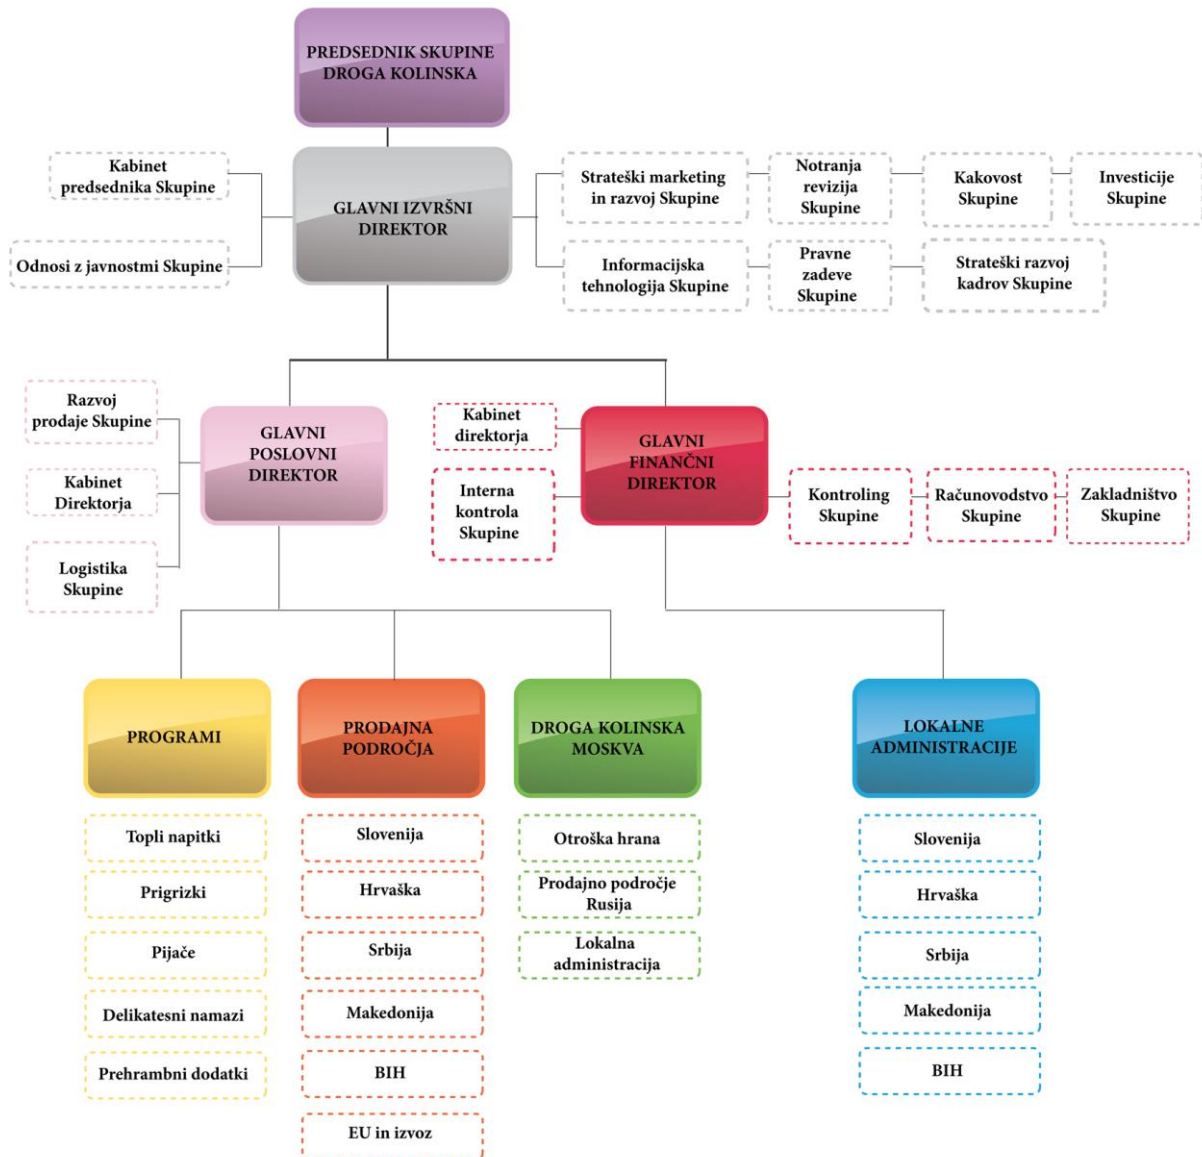 PREDSEDNIK SKUPINE
DROGA KOLINSKA
Kabinet
predsednika Skupine
GLAVNI IZVRŠNI
DIREKTOR
Odnosi z javnostmi Skupine
Strateški marketing
in razvoj Skupine
Notranja
revizija
Skupine
Kakovost
Skupine
Investicije
Skupine
Informacijska
tehnologija Skupine
Pravne
zadeve
Skupine
Strateški razvoj
kadrov Skupine
Razvoj
prodaje Skupine
Kabinet
Direktorja
Logistika
Skupine
GLAVNI
POSLOVNI
DIREKTOR
Kabinet
direktorja
Interna
kontrola
Skupine
GLAVNI
FINANČNI
DIREKTOR
Kontroling
Skupine
Računovodstvo
Skupine
Zakladništvo
Skupine
PROGRAMI
Topli napitki
Prigrizki
Pijače
Delikatesni namazi
Prehrambni dodatki
PRODAJNA
PODROČJA
Slovenija
Hrvaška
Srbija
Makedonija
BIH
EU in izvoz
DROGA KOLINSKA
MOSKVA
Otroška hrana
Prodajno področje
Rusija
Lokalna
administracija
LOKALNE
ADMINISTRACIJE
Slovenija
Hrvaška
Srbija
Makedonija
BIH